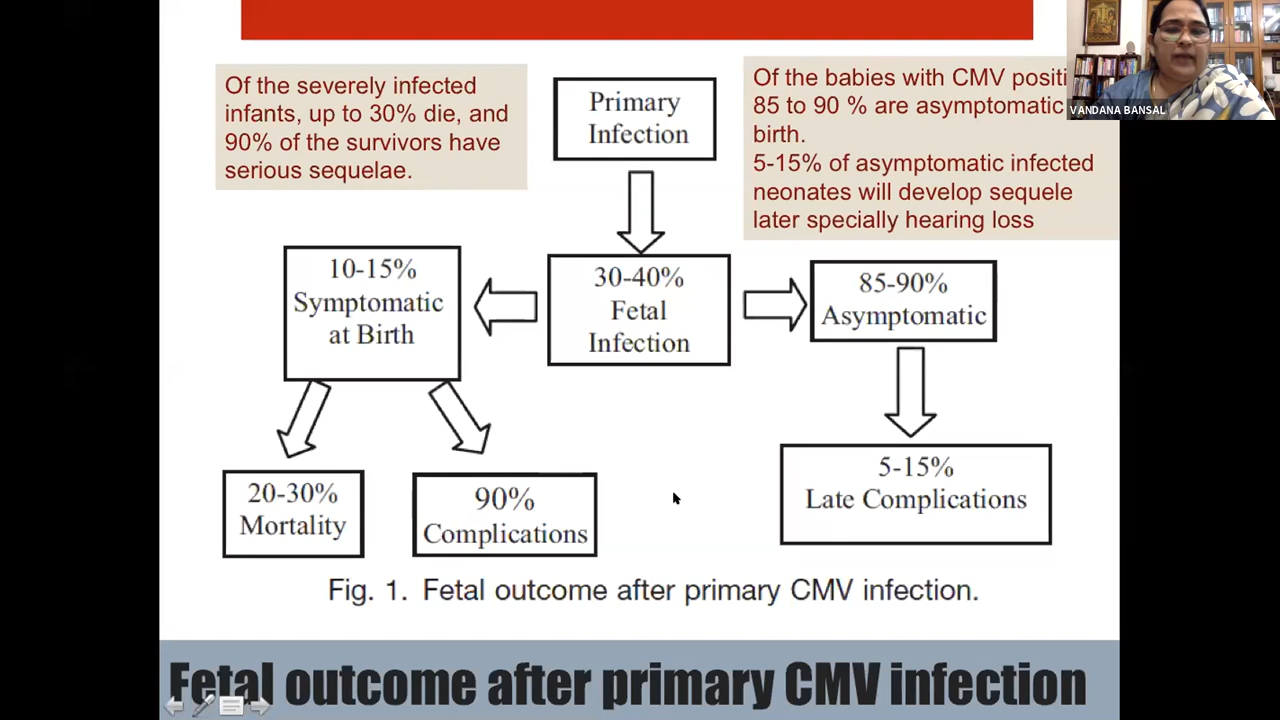 Of the severely infected
infants, up to 30% die, and
90% of the survivors have
serious sequelae.
Primary
Infection
Of the babies with CMV positi
85 to 90 % are asymptomatic
birth.
5-15% of asymptomatic infected
neonates will develop sequele
later specially hearing loss
VANDANA BANSAL
10-15%
Symptomatic
at Birth
30-40%
Fetal
Infection
85-90%
Asymptomatic
20-30%
Mortality
90%
Complications
5-15%
Late Complications
Fig. 1. Fetal outcome after primary CMV infection.
Fetal outcome after primary CMV infection